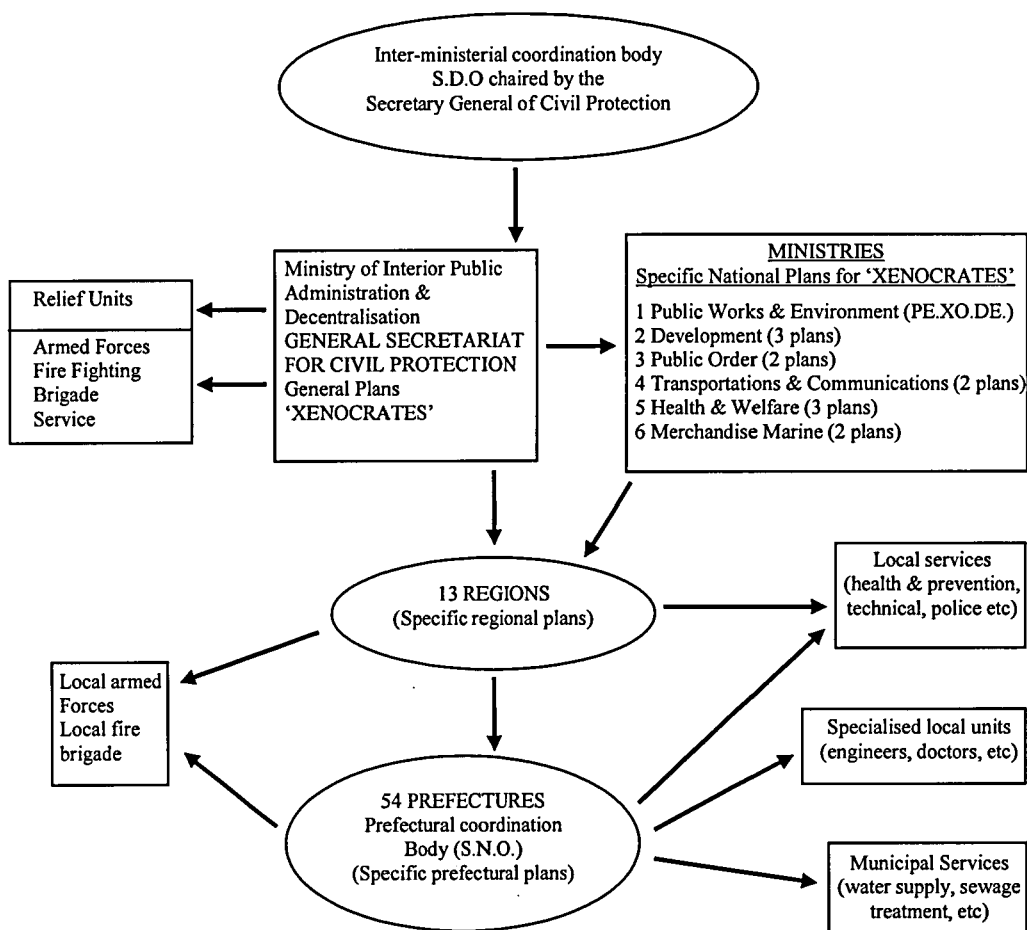 Inter-ministerial coordination body
S.D.O chaired by the
Secretary General of Civil Protection
Relief Units
Armed Forces
Fire Fighting
Brigade
Service
Ministry of Interior Public
Administration &
Decentralisation
GENERAL SECRETARIAT
FOR CIVIL PROTECTION
General Plans
'XENOCRATES'
MINISTRIES
Specific National Plans for 'XENOCRATES'
1 Public Works & Environment (PE.XO.DE.)
2 Development (3 plans)
3 Public Order (2 plans)
4 Transportations & Communications (2 plans)
5 Health & Welfare (3 plans)
6 Merchandise Marine (2 plans)
13 REGIONS
(Specific regional plans)
Local services
(health & prevention,
technical, police etc)
Local armed
Forces
Local fire
brigade
Specialised local units
(engineers, doctors, etc)
54 PREFECTURES
Prefectural coordination
Body (S.N.O.)
(Specific prefectural plans)
Municipal Services
(water supply, sewage
treatment, etc)